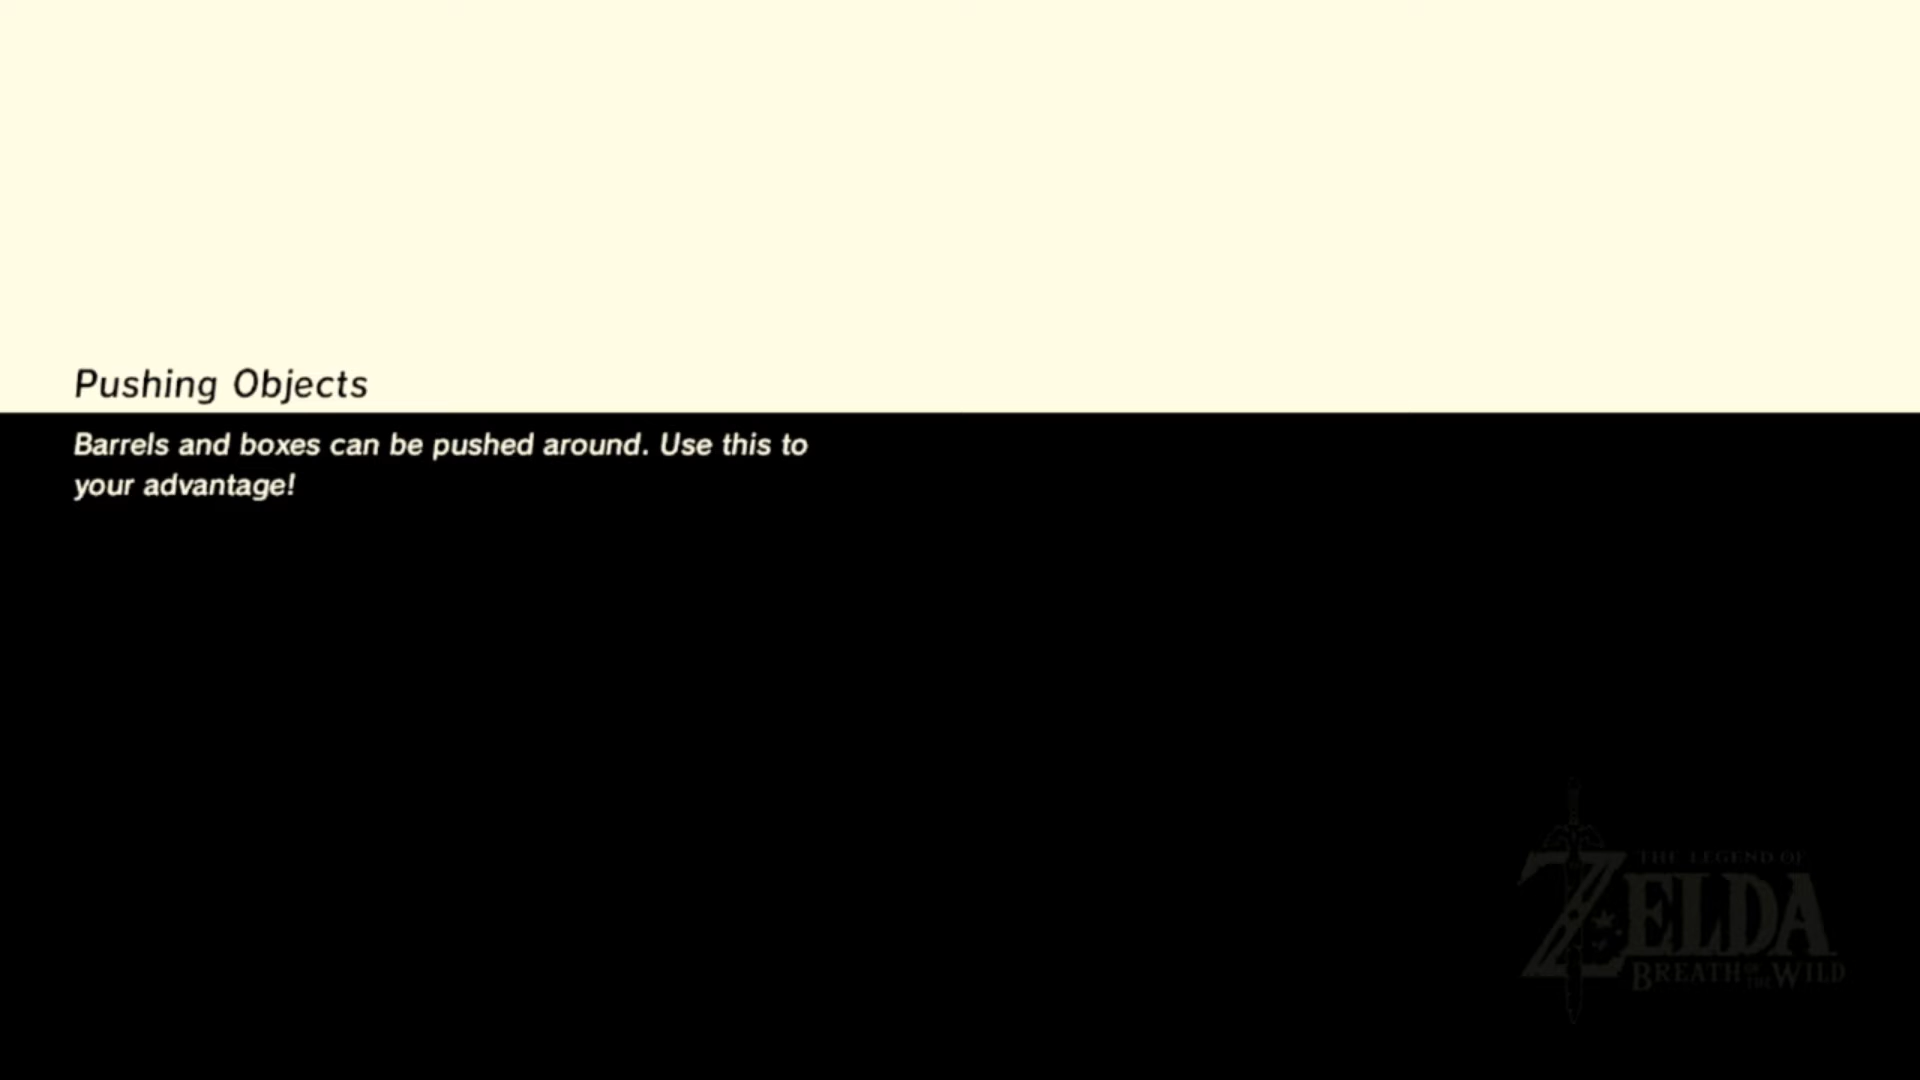 Pushing Objects
Barrels and boxes can be pushed around. Use this to
your advantage!
THE LEGEND OF
ZELDA
BREATH OF THE WILD